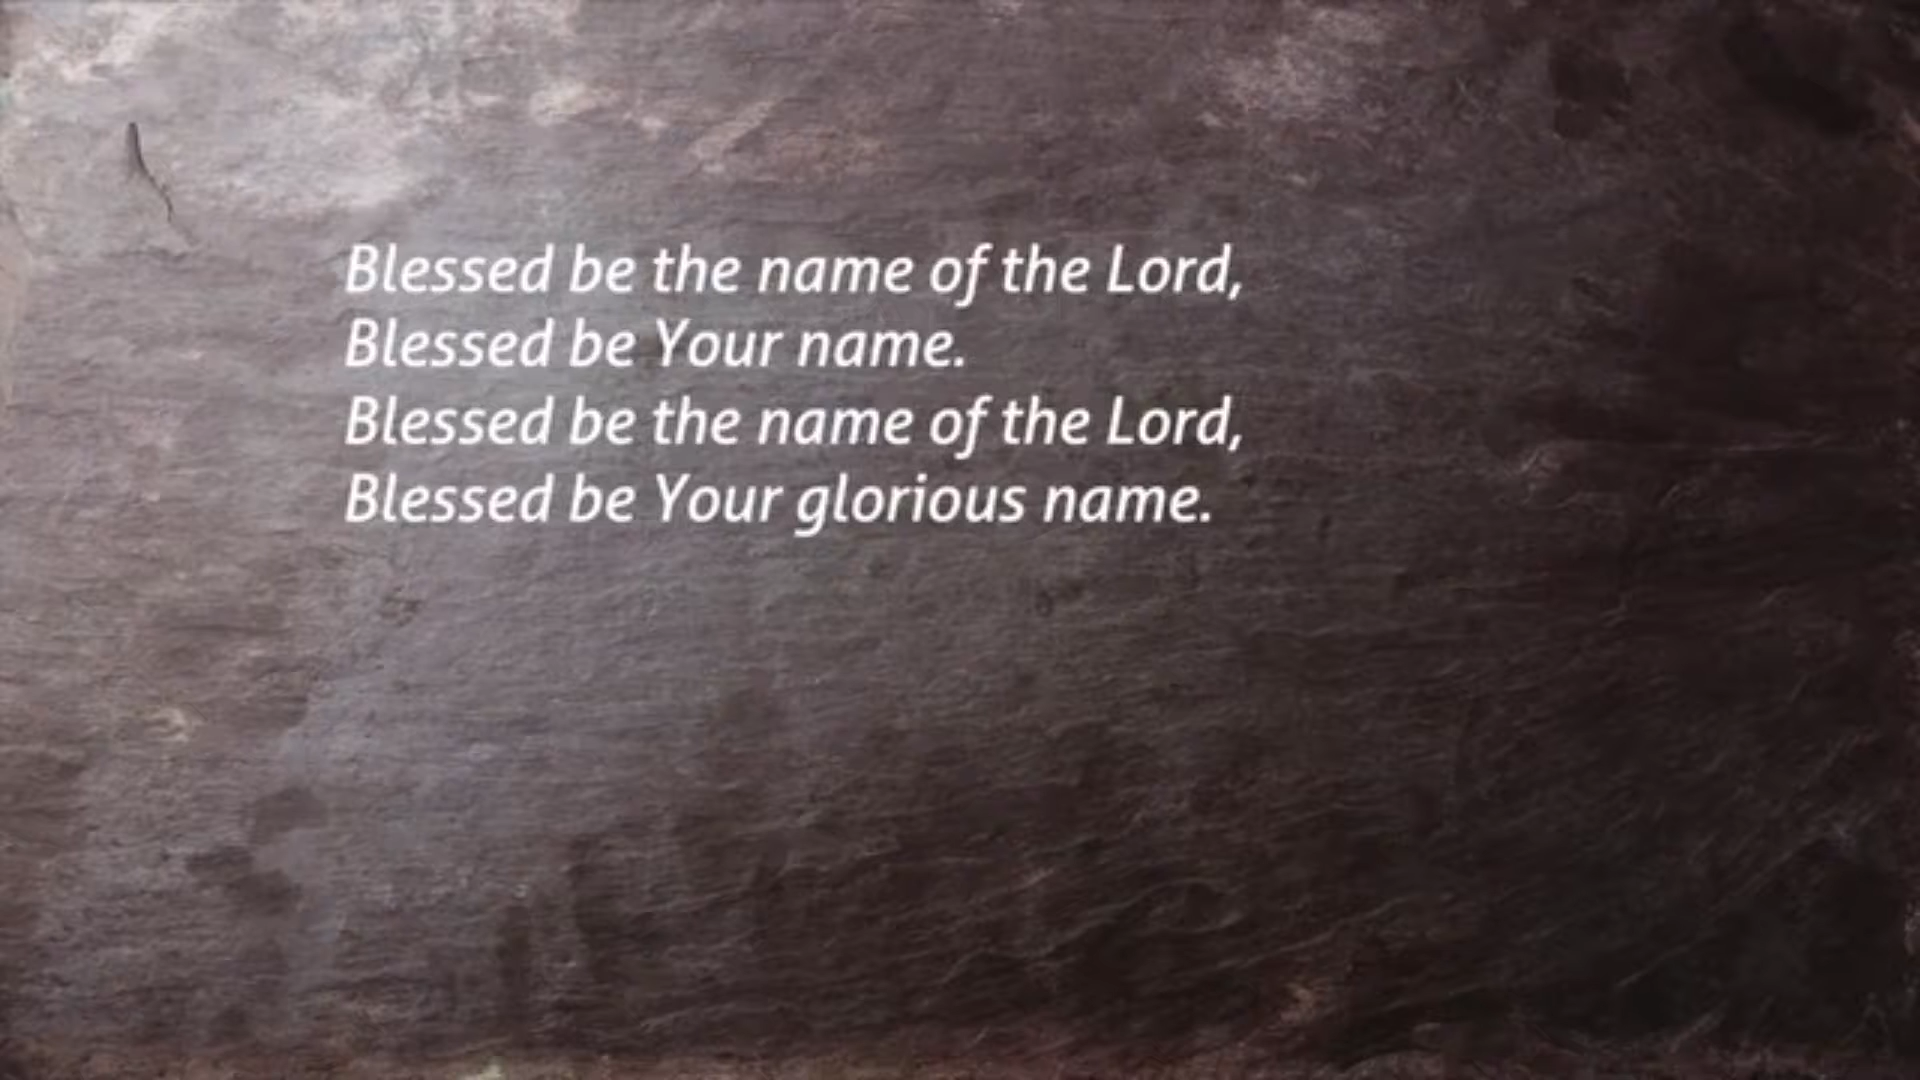 Blessed be the name of the Lord,
Blessed be Your name.
Blessed be the name of the Lord,
Blessed be Your glorious name.